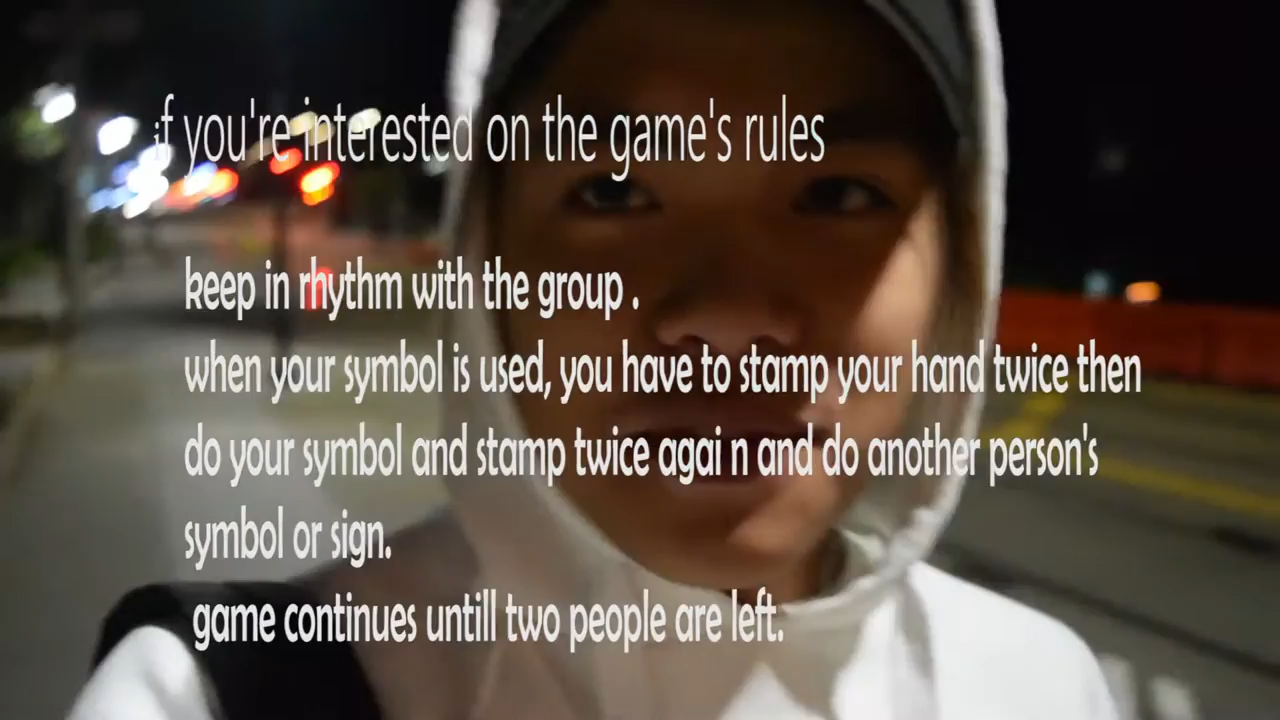 if you're interested on the game's rules
keep in rhythm with the group .
when your symbol is used, you have to stamp your hand twice then
do your symbol and stamp twice agai n and do another person's
symbol or sign.
game continues untill two people are left.